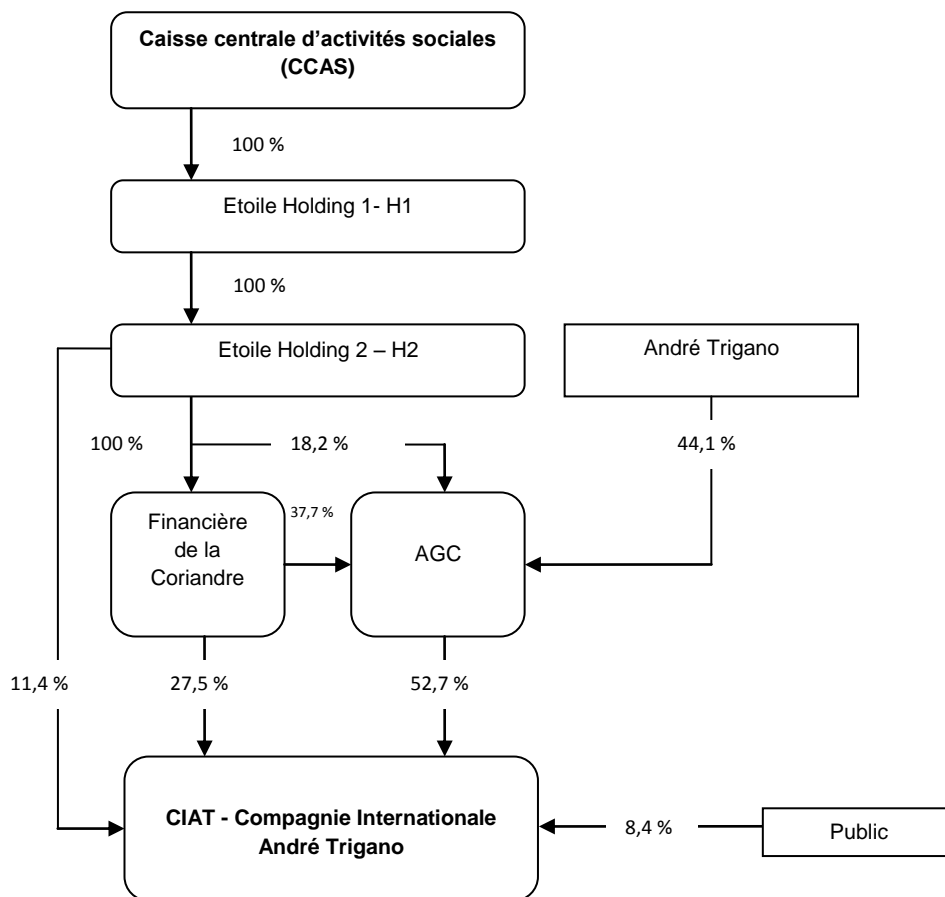 Caisse centrale d’activités sociales
(CCAS)
100 %
Etoile Holding 1- H1
100 %
Etoile Holding 2 – H2
André Trigano
100 %
18,2 %
44,1 %
37,7 %
Financière
de la
Coriandre
AGC
11,4 %
27,5 %
52,7 %
CIAT - Compagnie Internationale
André Trigano
8,4 %
Public